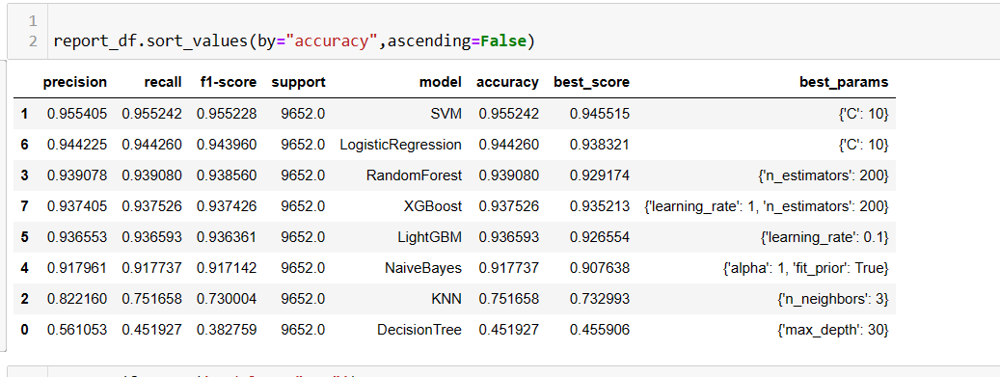 1
2 report_df.sort_values(by="accuracy",ascending=False)
precision recall f1-score support model accuracy best_score best_params
1 0.955405 0.955242 0.955228 9652.0 SVM 0.955242 0.945515 {'C': 10}
6 0.944225 0.944260 0.943960 9652.0 LogisticRegression 0.944260 0.938321 {'C': 10}
3 0.939078 0.939080 0.938560 9652.0 RandomForest 0.939080 0.929174 {'n_estimators': 200}
7 0.937405 0.937526 0.937426 9652.0 XGBoost 0.937526 0.935213 {'learning_rate': 1, 'n_estimators': 200}
5 0.936553 0.936593 0.936361 9652.0 LightGBM 0.936593 0.926554 {'learning_rate': 0.1}
4 0.917961 0.917737 0.917142 9652.0 NaiveBayes 0.917737 0.907638 {'alpha': 1, 'fit_prior': True}
2 0.822160 0.751658 0.730004 9652.0 KNN 0.751658 0.732993 {'n_neighbors': 3}
0 0.561053 0.451927 0.382759 9652.0 DecisionTree 0.451927 0.455906 {'max_depth': 30}